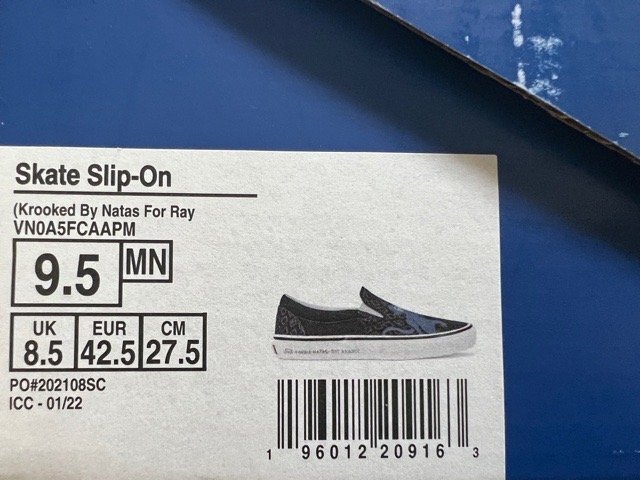 Skate Slip-On
(Krooked By Natas For Ray
VN0A5FCAAPM
9.5 MN
UK EUR CM
8.5 42.5 27.5
PO#202108SC
ICC - 01/22
1 96012 20916 3